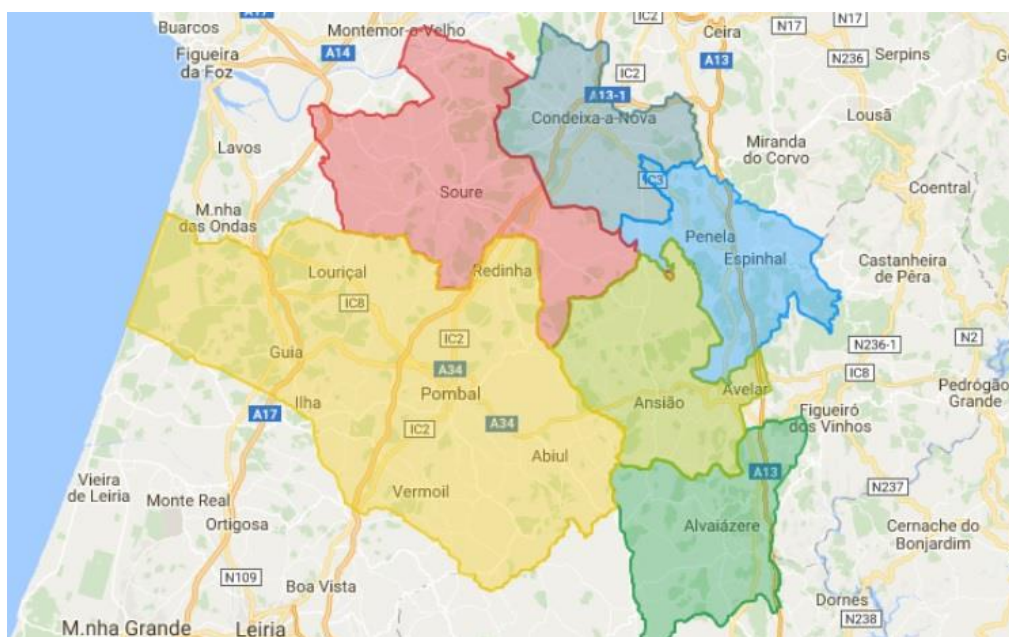 A17
Buarcos
Montemor-o-Velho
IC2
N17
N17
Figueira
da Foz
A14
Ceira
Serpins
IC2
A13
N236
A13-1
Condeixa-a-Nova
Lousã
Lavos
Miranda
do Corvo
IC3
Soure
Coentral
M.nha
das Ondas
Penela
Espinhal
Castanheira
de Pêra
Louriçal
Redinha
IC8
IC2
N236-1
N2
Guia
A34
IC8
Pombal
Avelar
Pedrógão
Grande
Ilha
Ansião
A17
Figueiró
dos Vinhos
IC2
A34
Abiul
A13
Vieira
de Leiria
Monte Real
Vermoil
N237
Ortigosa
Alvaiázere
Cernache do
Bonjardim
N109
Boa Vista
Dornes
N238
M.nha Grande
Leiria